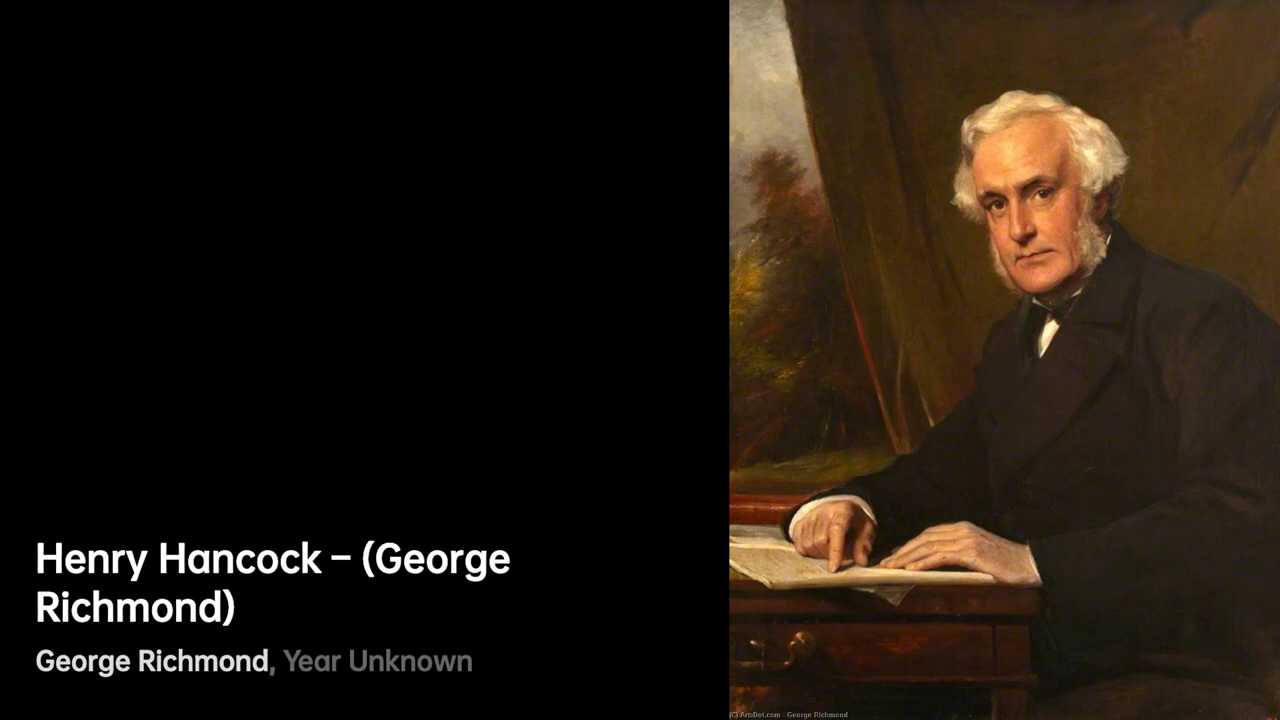 Henry Hancock – (George
Richmond)
George Richmond, Year Unknown
(C) ArtsDot.com - George Richmond